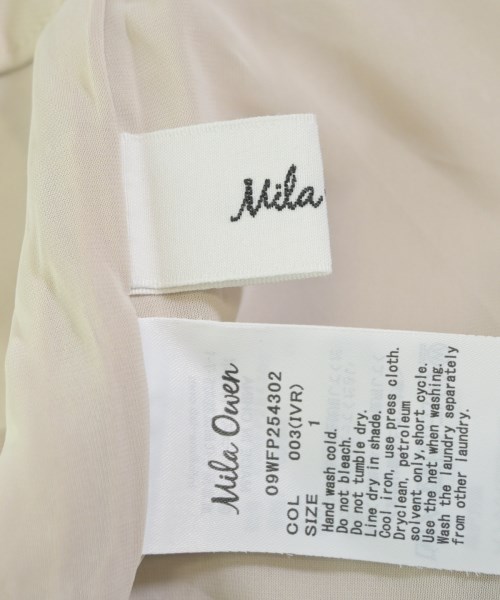 Mila
Mila Owen
09WFP254302
COL 003(IVR)
SIZE 1
Hand wash cold.
Do not bleach.
Do not tumble dry.
Line dry in shade.
Cool iron, use press cloth.
Dryclean, petroleum
solvent only, short cycle.
Use the net when washing.
Wash the laundry separately
from other laundry.